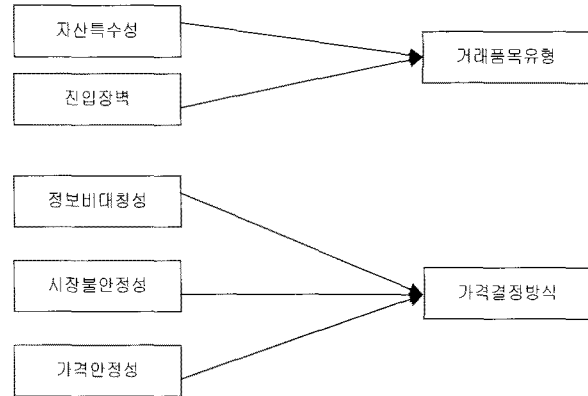 자산특수성
거래품목유형
진입장벽
정보비대칭성
시장불안정성
가격결정방식
가격안정성